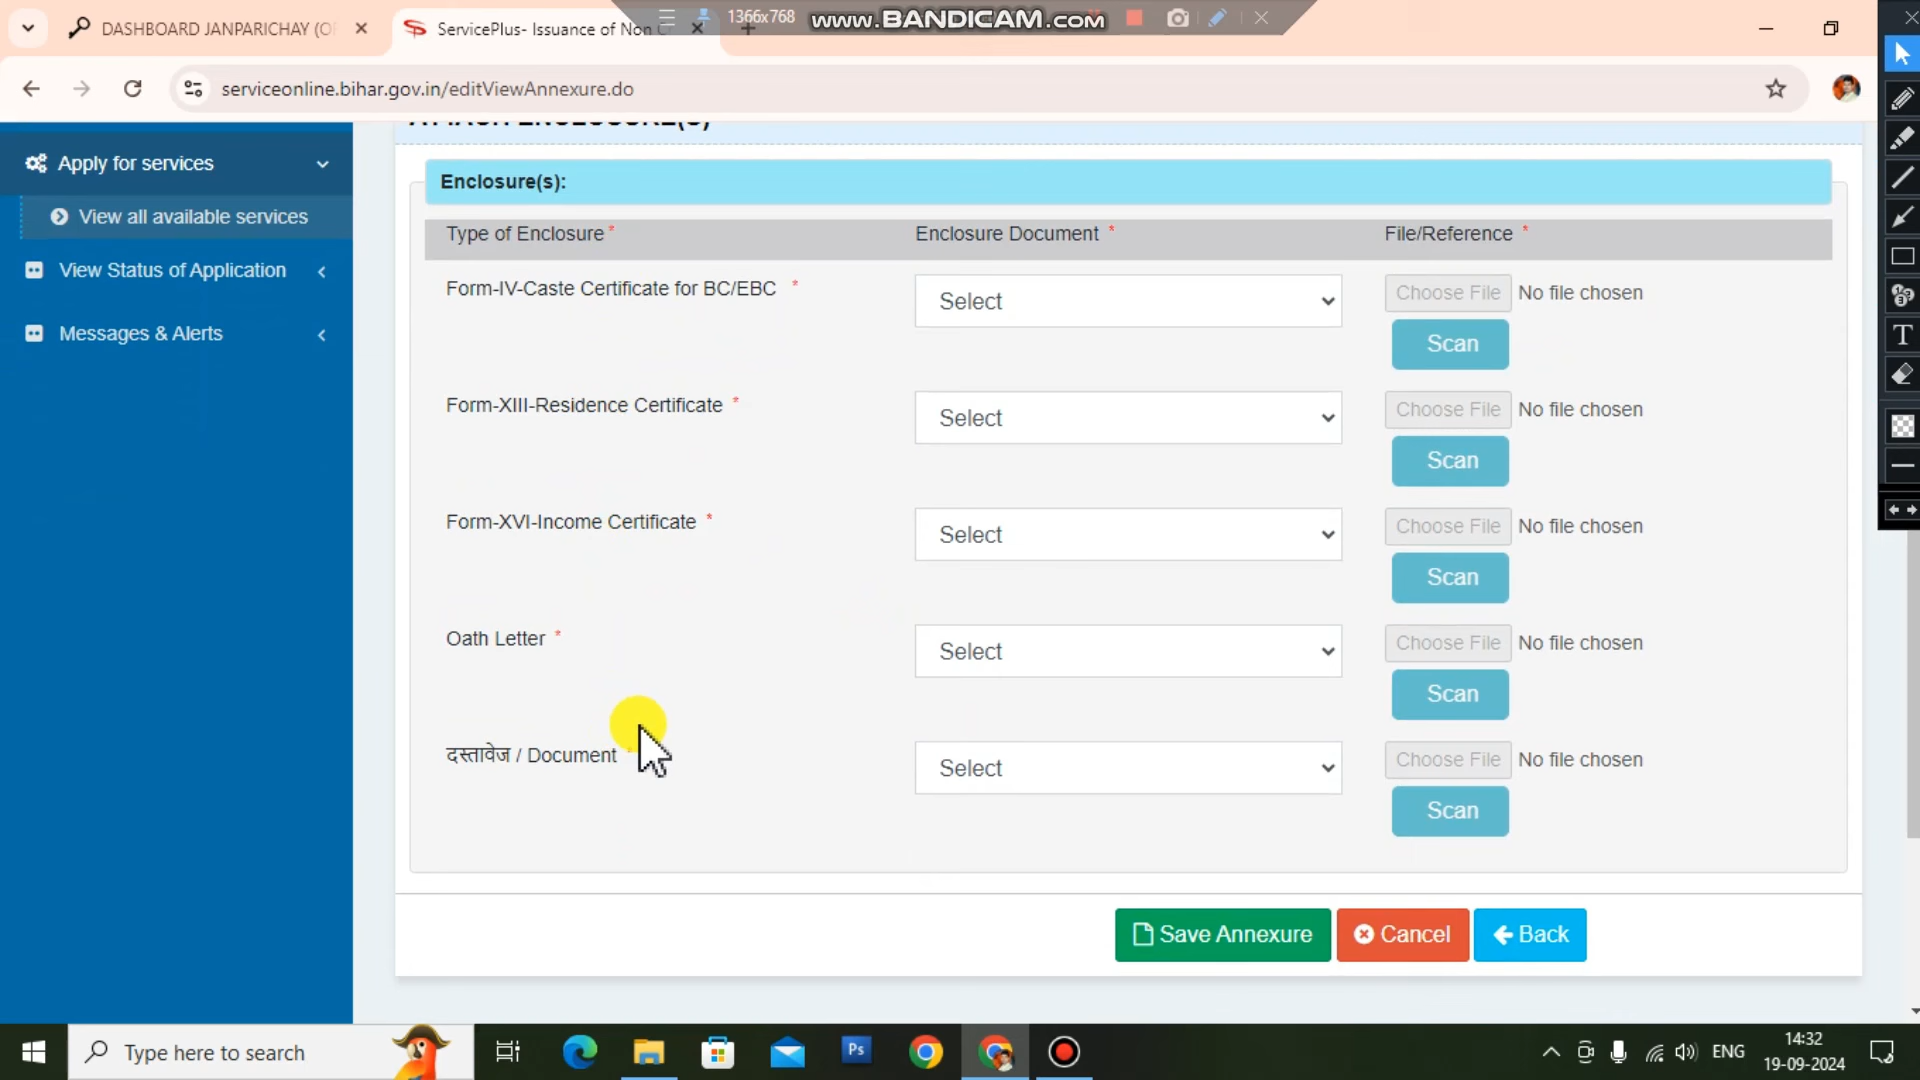 DASHBOARD JANPARICHAY (O
ServicePlus- Issuance of Non
1366x768
www.BANDICAM.com
serviceonline.bihar.gov.in/editViewAnnexure.do
Apply for services
View all available services
View Status of Application
Messages & Alerts
ATTACH ENCLOSURE(S)
Enclosure(s):
Type of Enclosure * Enclosure Document * File/Reference *
Form-IV-Caste Certificate for BC/EBC * Select Choose File No file chosen
Scan
Form-XIII-Residence Certificate * Select Choose File No file chosen
Scan
Form-XVI-Income Certificate * Select Choose File No file chosen
Scan
Oath Letter * Select Choose File No file chosen
Scan
दस्तावेज / Document * Select Choose File No file chosen
Scan
Save Annexure Cancel Back
Type here to search
Ps
ENG
14:32
19-09-2024